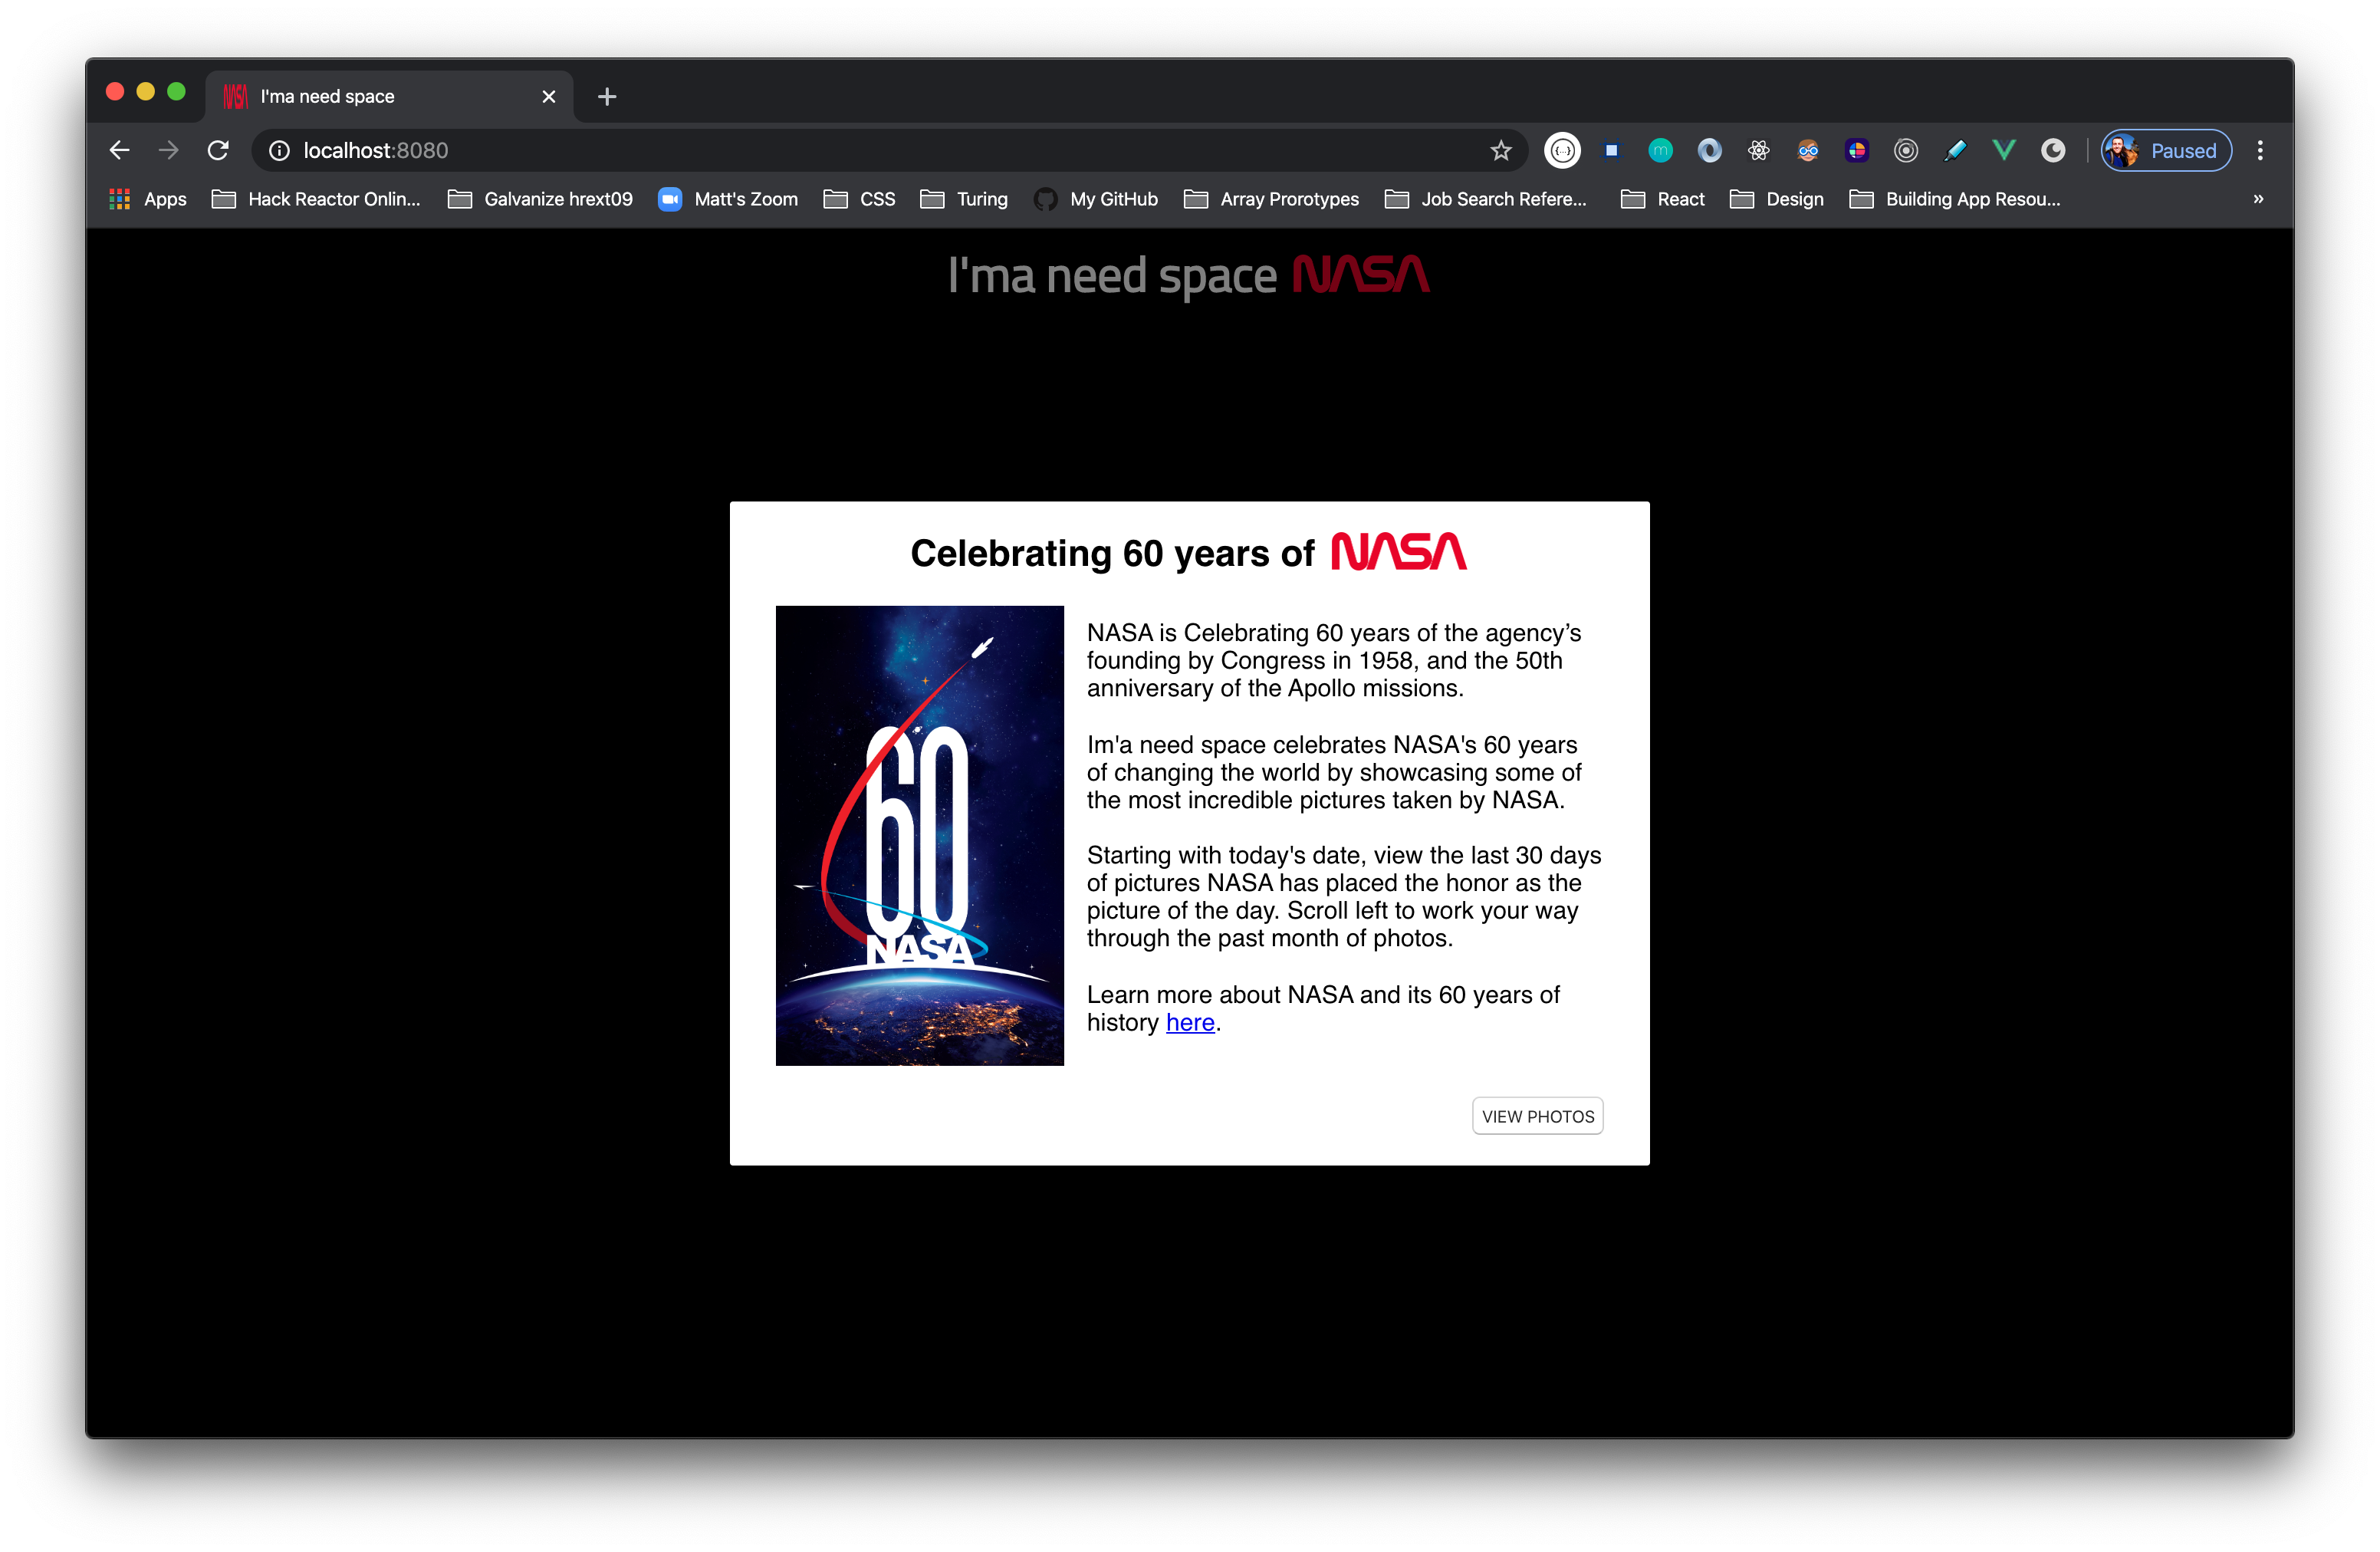 I'ma need space
localhost:8080
Paused
Apps
Hack Reactor Onlin...
Galvanize hrext09
Matt's Zoom
CSS
Turing
My GitHub
Array Prorotypes
Job Search Refere...
React
Design
Building App Resou...
»
I'ma need space NASA
Celebrating 60 years of NASA
60
NASA
NASA is Celebrating 60 years of the agency’s
founding by Congress in 1958, and the 50th
anniversary of the Apollo missions.
Im'a need space celebrates NASA's 60 years
of changing the world by showcasing some of
the most incredible pictures taken by NASA.
Starting with today's date, view the last 30 days
of pictures NASA has placed the honor as the
picture of the day. Scroll left to work your way
through the past month of photos.
Learn more about NASA and its 60 years of
history here.
VIEW PHOTOS